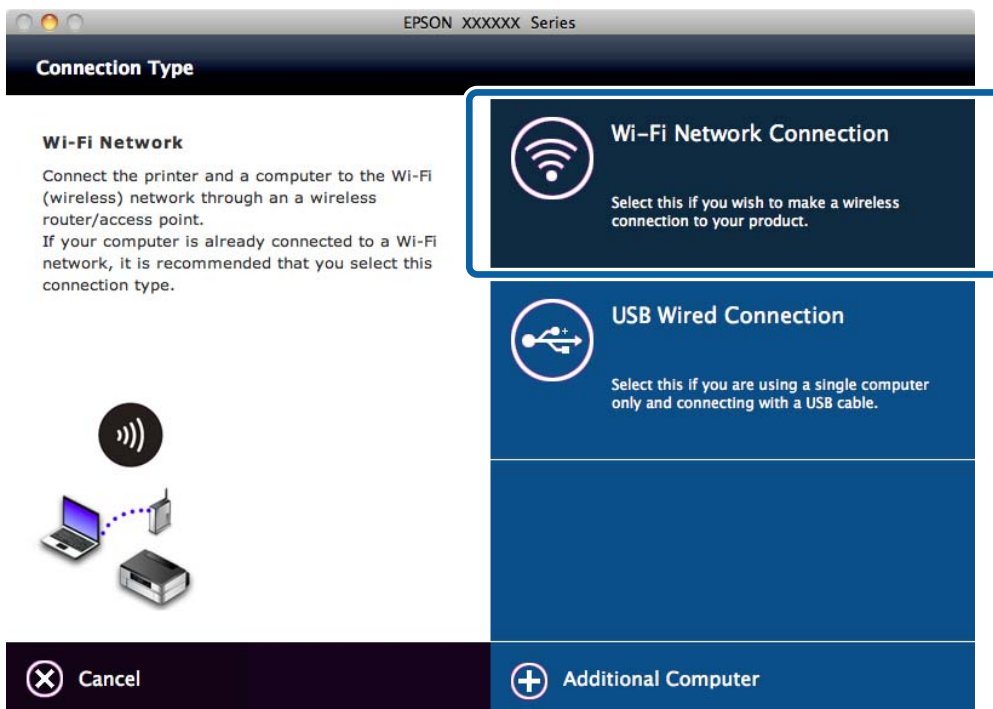 EPSON XXXXXX Series
Connection Type
Wi-Fi Network
Connect the printer and a computer to the Wi-Fi
(wireless) network through an a wireless
router/access point.
If your computer is already connected to a Wi-Fi
network, it is recommended that you select this
connection type.
Wi-Fi Network Connection
Select this if you wish to make a wireless
connection to your product.
USB Wired Connection
Select this if you are using a single computer
only and connecting with a USB cable.
Cancel
Additional Computer